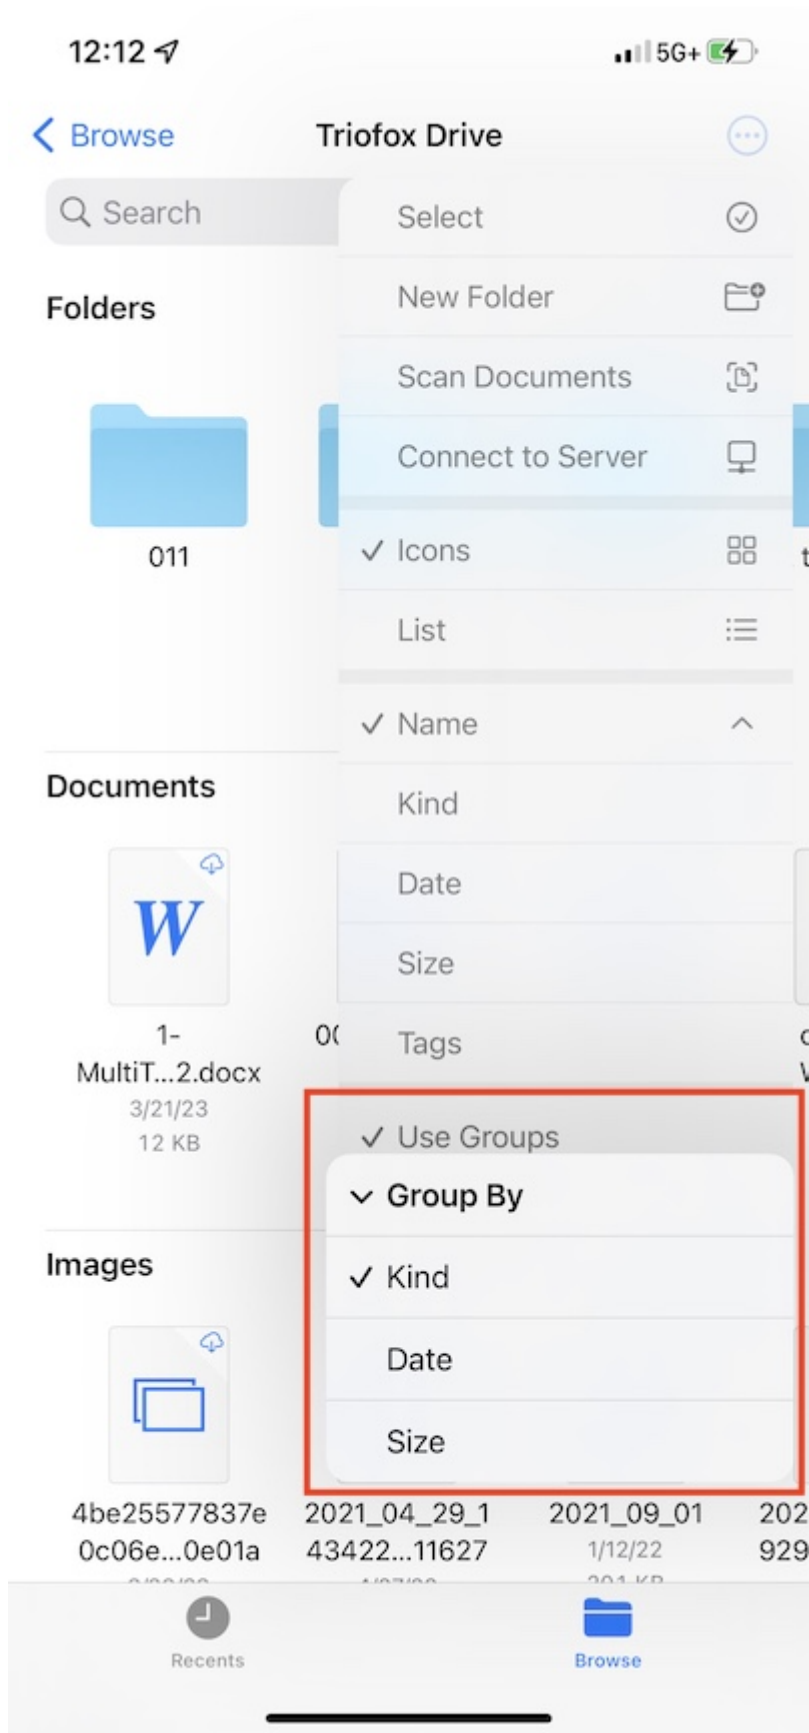 12:12
5G+
Browse
Triofox Drive
Search
Select
New Folder
Folders
Scan Documents
Connect to Server
011
Icons
List
Name
Documents
Kind
Date
W
Size
1-
MultiT...2.docx
3/21/23
12 KB
Tags
Use Groups
Group By
Images
Kind
Date
Size
4be25577837e
0c06e...0e01a
2021_04_29_1
43422...11627
2021_09_01
1/12/22
202
929
Recents
Browse